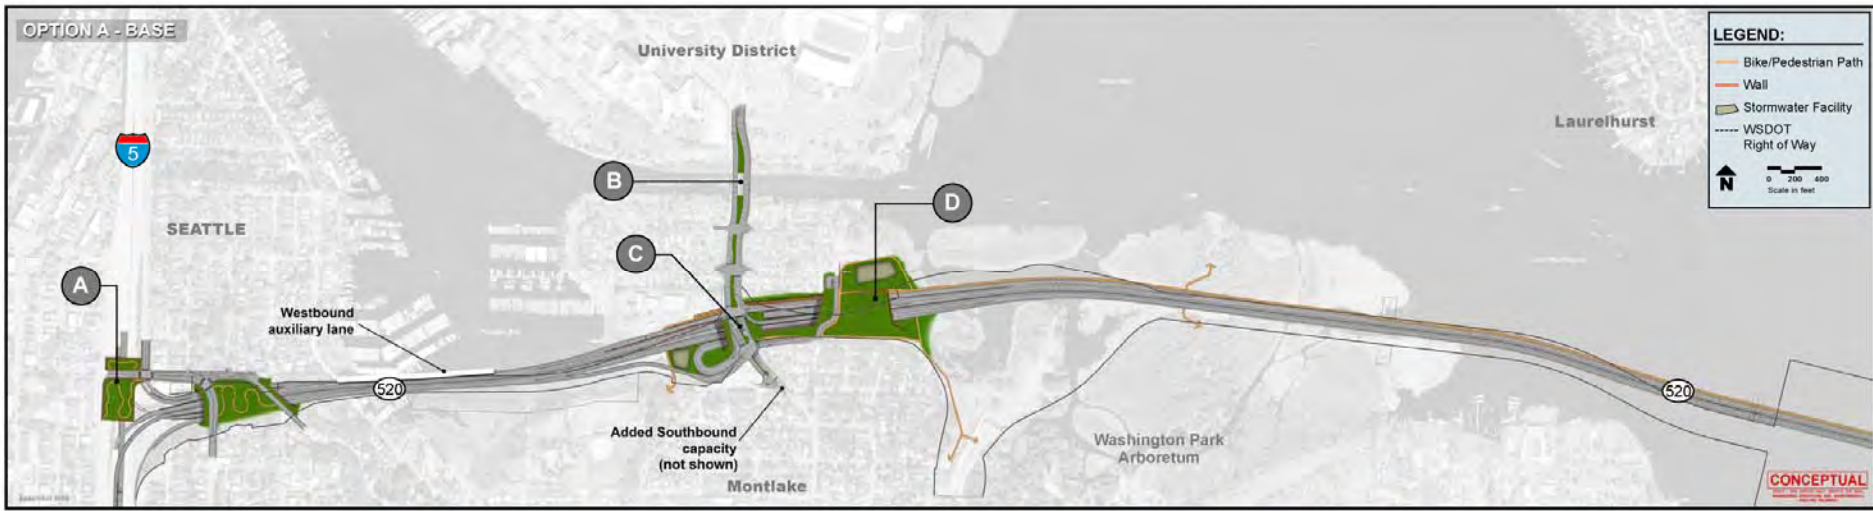 OPTION A - BASE
University District
LEGEND:
Bike/Pedestrian Path
Wall
Stormwater Facility
WSDOT
Right of Way
N
0 200 400
Scale in feet
Laurelhurst
5
B
SEATTLE
D
C
A
Westbound
auxiliary lane
520
520
Added Southbound
capacity
(not shown)
Washington Park
Arboretum
Montlake
CONCEPTUAL